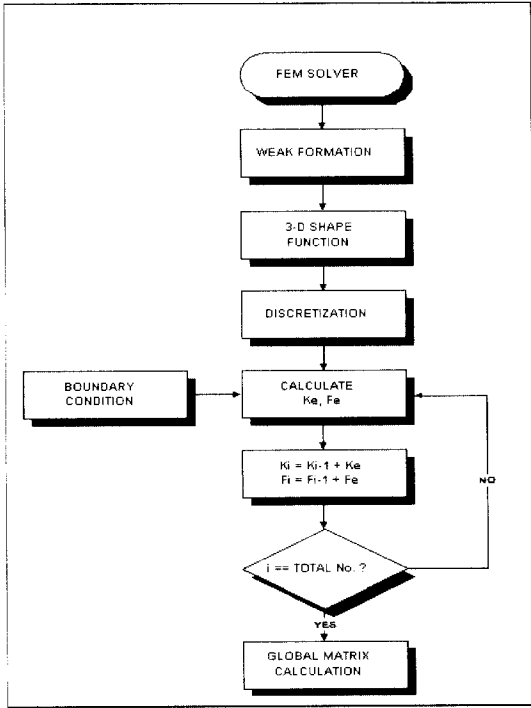 FEM SOLVER
WEAK FORMATION
3-D SHAPE
FUNCTION
DISCRETIZATION
BOUNDARY
CONDITION
CALCULATE
Ke, Fe
Ki = Ki-1 + Ke
Fi = Fi-1 + Fe
NO
i == TOTAL No. ?
YES
GLOBAL MATRIX
CALCULATION